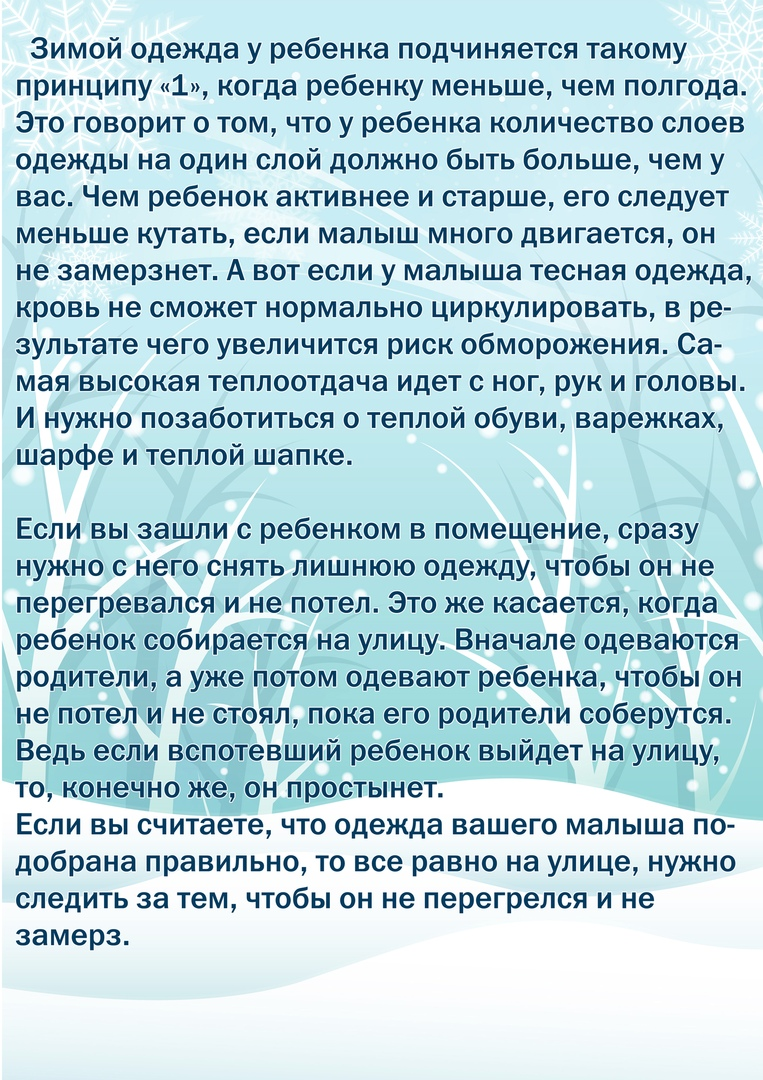 Зимой одежда у ребенка подчиняется такому
принципу «1», когда ребенку меньше, чем полгода.
Это говорит о том, что у ребенка количество слоев
одежды на один слой должно быть больше, чем у
вас. Чем ребенок активнее и старше, его следует
меньше кутать, если малыш много двигается, он
не замерзнет. А вот если у малыша тесная одежда,
кровь не сможет нормально циркулировать, в ре-
зультате чего увеличится риск обморожения. Са-
мая высокая теплоотдача идет с ног, рук и головы.
И нужно позаботиться о теплой обуви, варежках,
шарфе и теплой шапке.
Если вы зашли с ребенком в помещение, сразу
нужно с него снять лишнюю одежду, чтобы он не
перегревался и не потел. Это же касается, когда
ребенок собирается на улицу. Вначале одеваются
родители, а уже потом одевают ребенка, чтобы он
не потел и не стоял, пока его родители соберутся.
Ведь если вспотевший ребенок выйдет на улицу,
то, конечно же, он простынет.
Если вы считаете, что одежда вашего малыша по-
добрана правильно, то все равно на улице, нужно
следить за тем, чтобы он не перегрелся и не
замерз.